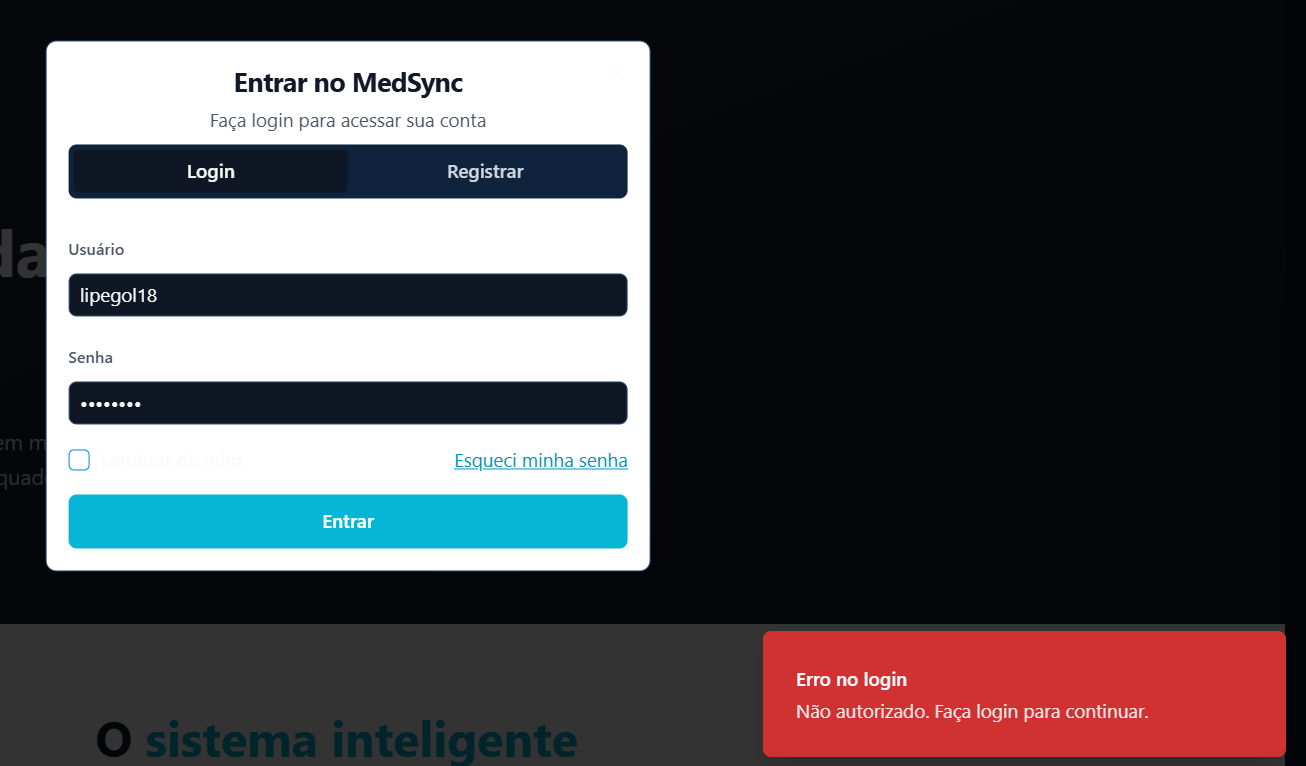 Entrar no MedSync
Faça login para acessar sua conta
Login
Registrar
Usuário
lipegol18
Senha
••••••••
Lembrar de mim
Esqueci minha senha
Entrar
da
em m
quad
Erro no login
Não autorizado. Faça login para continuar.
O sistema inteligente